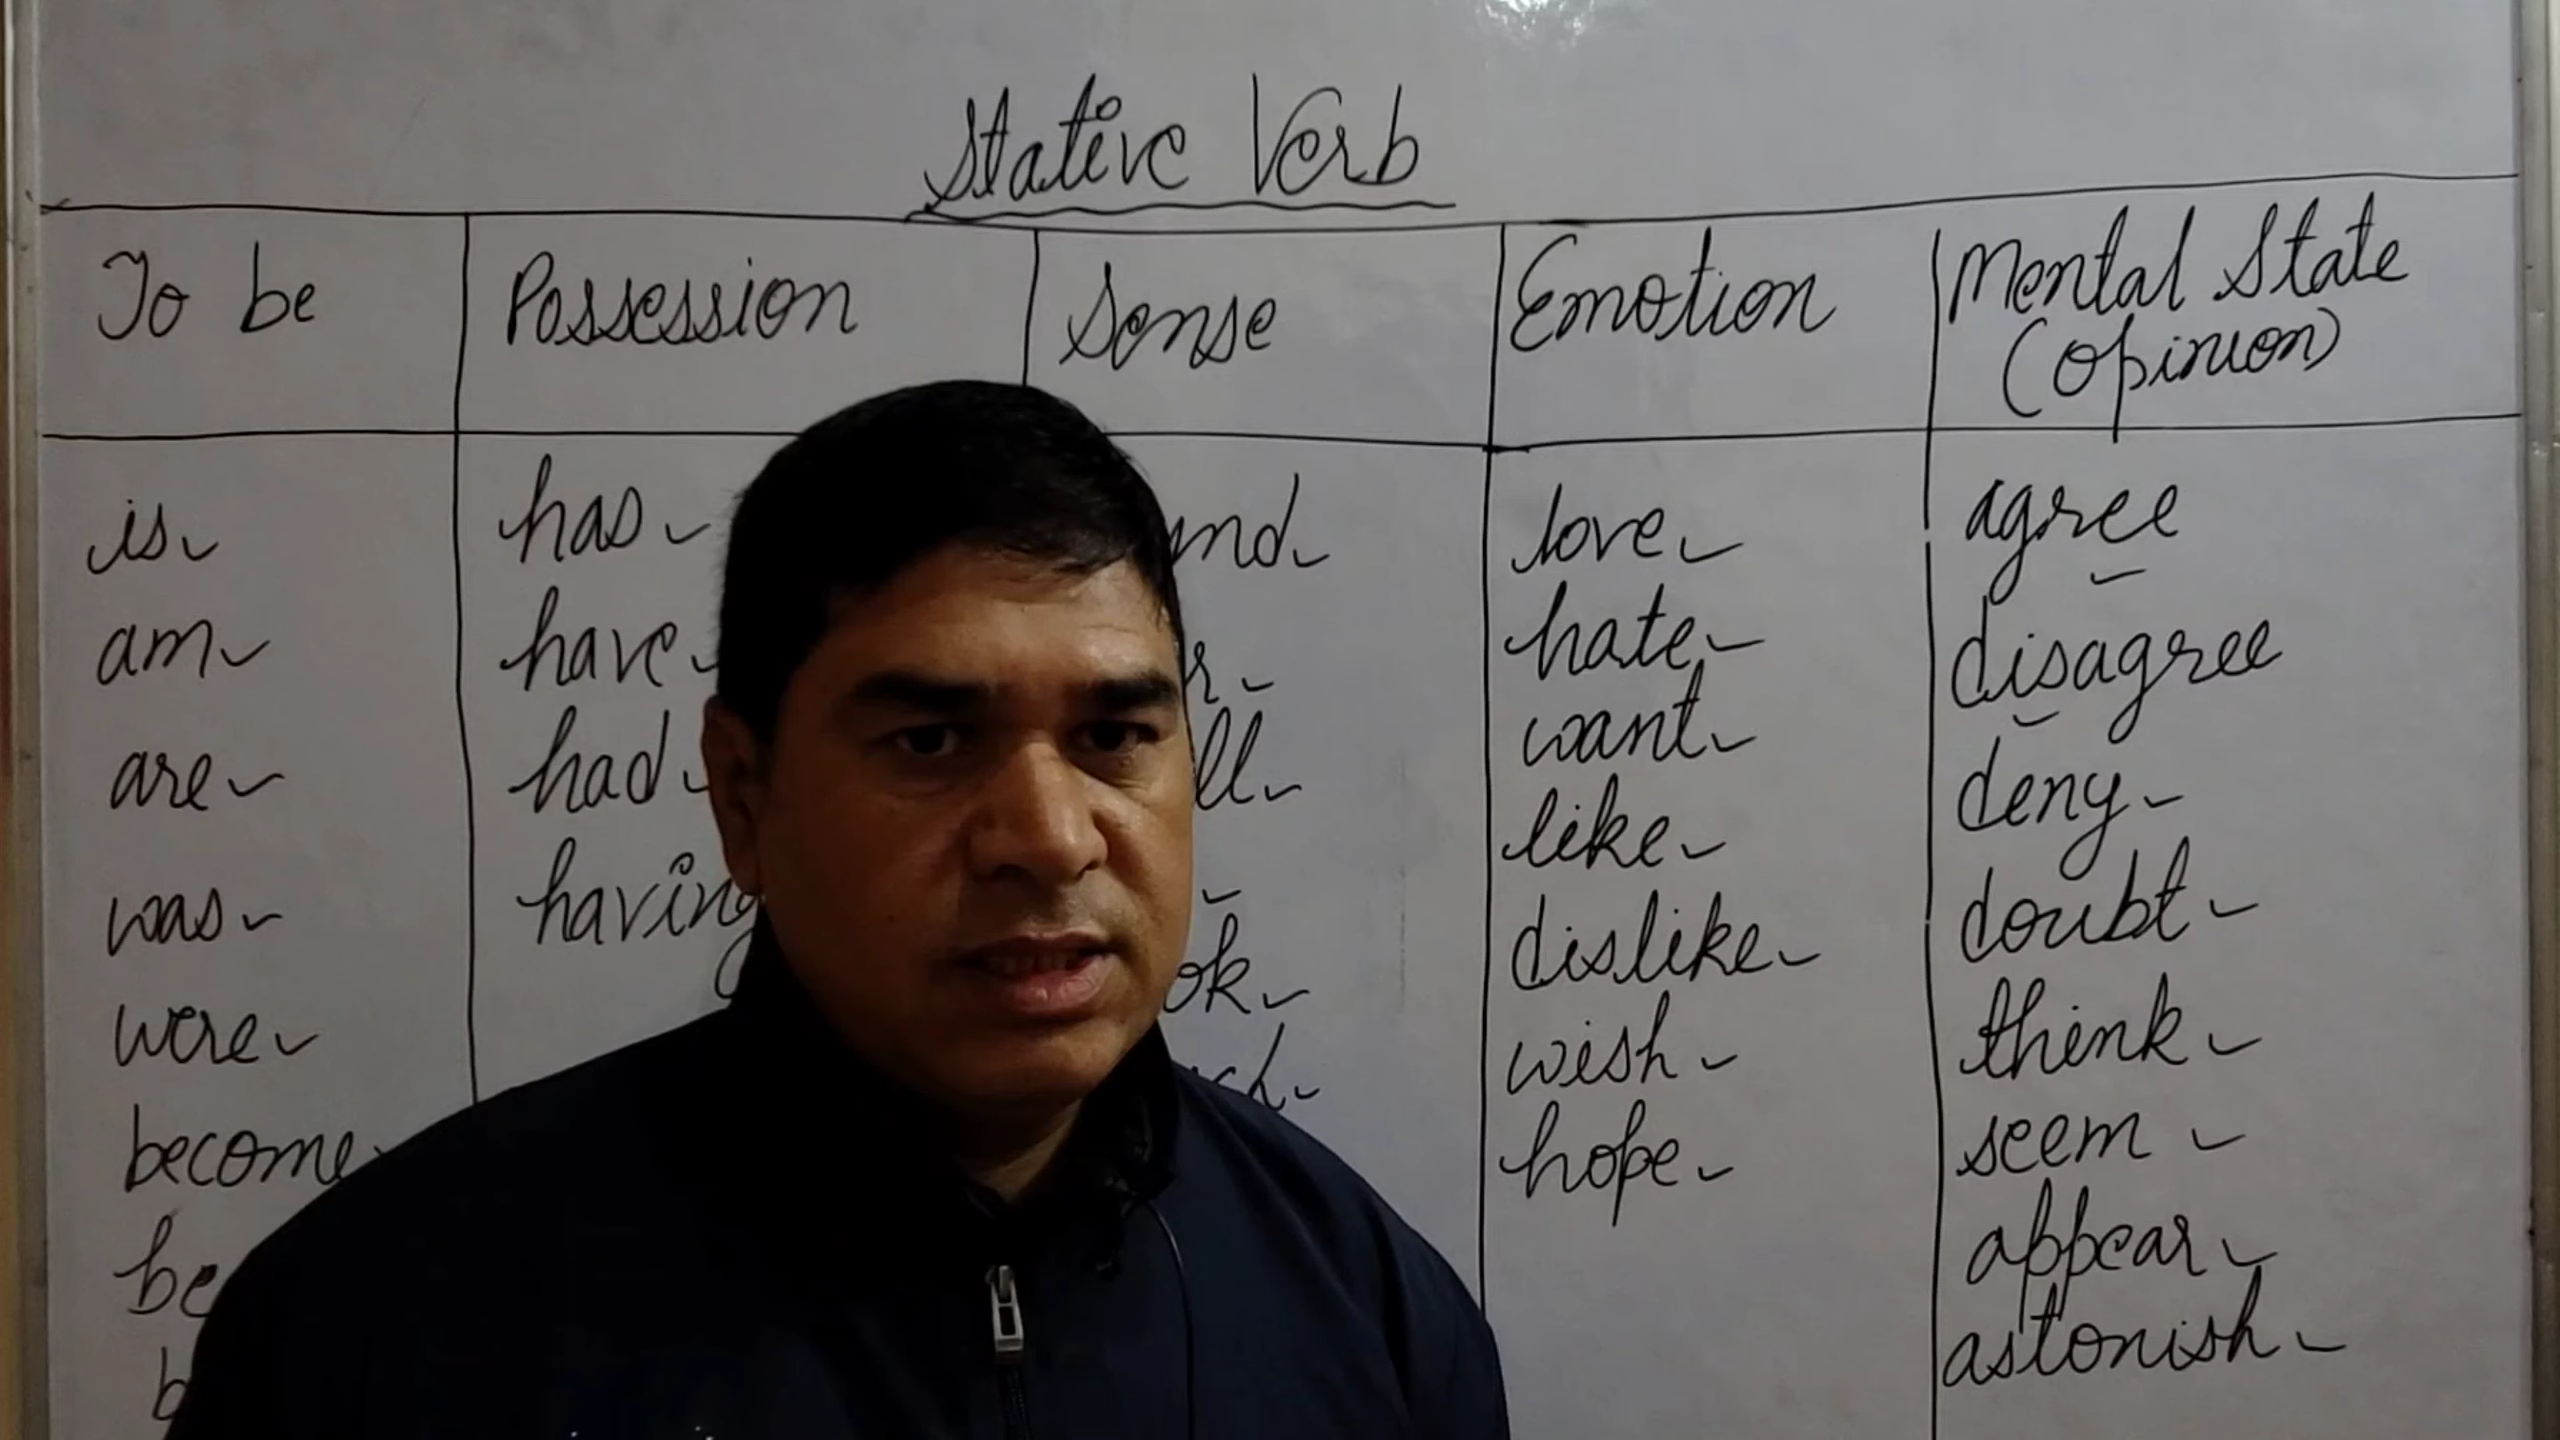 Stative Verb
To be Possession Sense Emotion Mental State
(opinion)
is has love agree
am have hate disagree
are had want deny
was having like doubt
were dislike think
become wish seem
hope appear
astonish